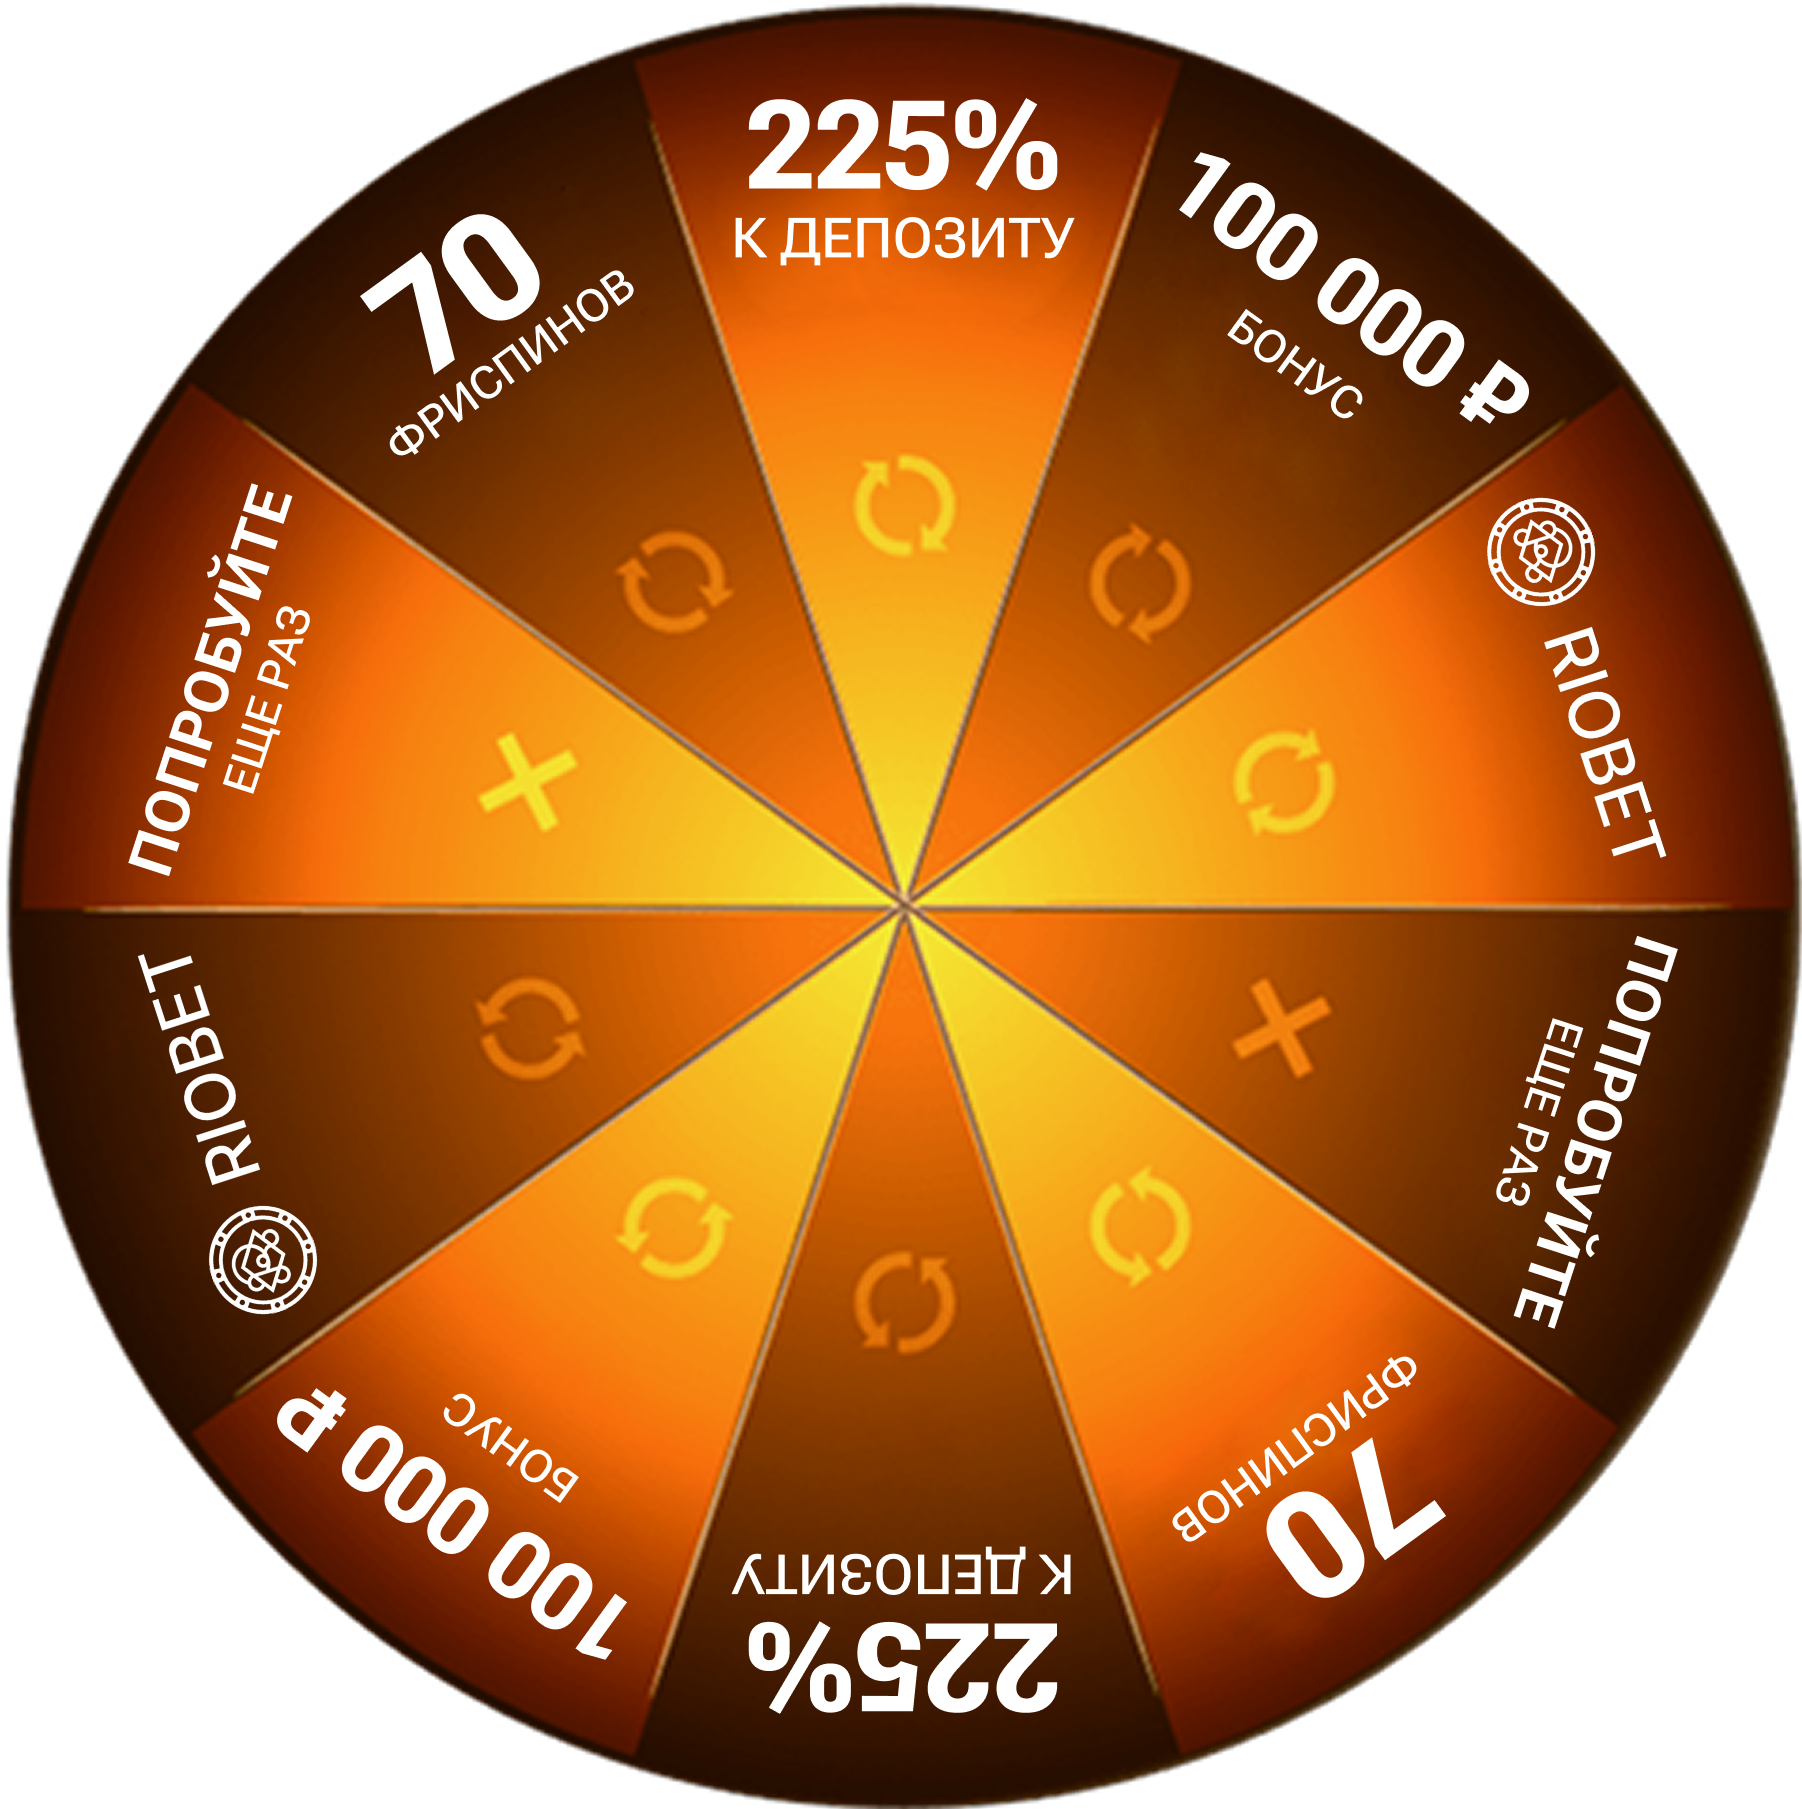 225%
К ДЕПОЗИТУ
100 000 ₽
БОНУС
RIOBET
ПОПРОБУЙТЕ
ЕЩЕ РАЗ
70
ФРИСПИНОВ
225%
К ДЕПОЗИТУ
100 000 ₽
БОНУС
RIOBET
ПОПРОБУЙТЕ
ЕЩЕ РАЗ
70
ФРИСПИНОВ